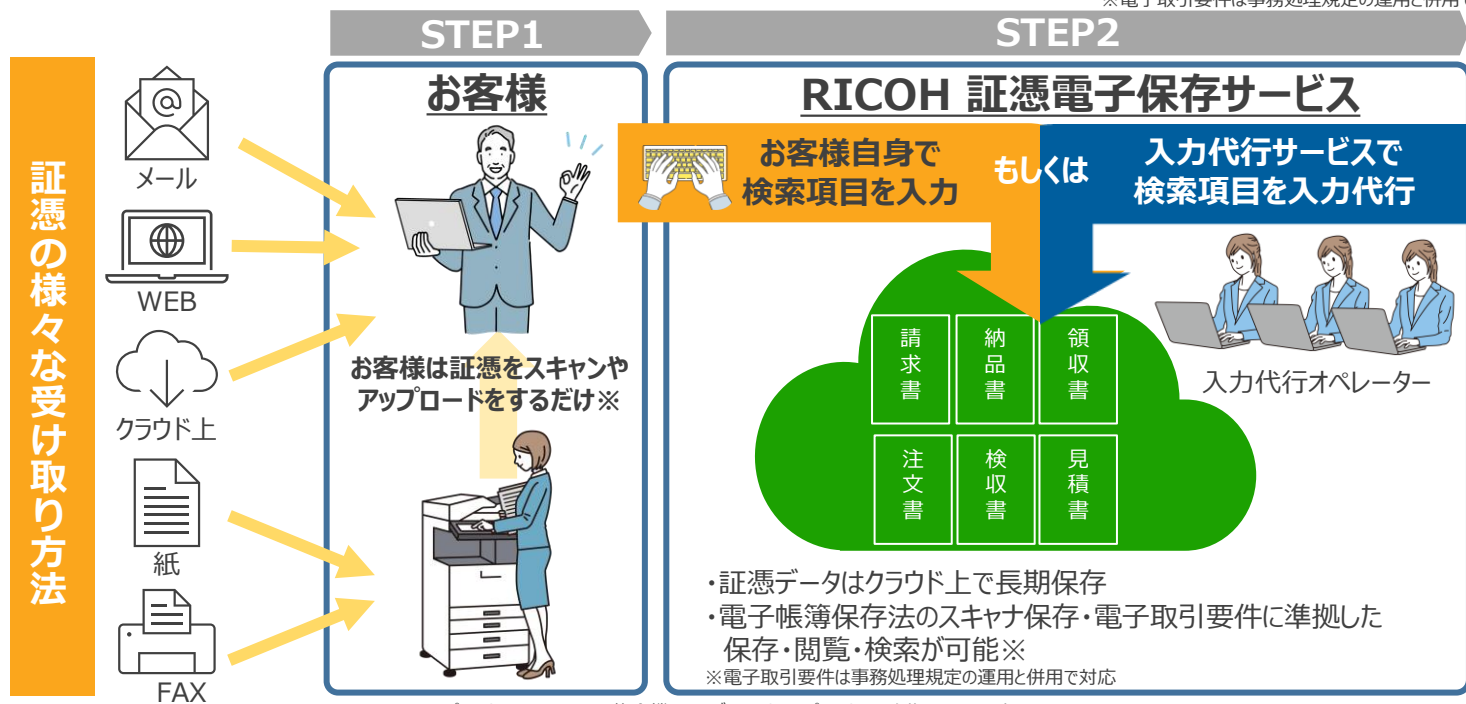 ※電子取引要件は事務処理規定の運用と併用で
STEP1
STEP2
証憑の様々な受け取り方法
メール
WEB
クラウド上
紙
FAX
お客様
お客様は証憑をスキャンや
アップロードをするだけ※
RICOH 証憑電子保存サービス
お客様自身で
検索項目を入力
もしくは
入力代行サービスで
検索項目を入力代行
請求書
納品書
領収書
注文書
検収書
見積書
入力代行オペレーター
・証憑データはクラウド上で長期保存
・電子帳簿保存法のスキャナ保存・電子取引要件に準拠した
保存・閲覧・検索が可能※
※電子取引要件は事務処理規定の運用と併用で対応